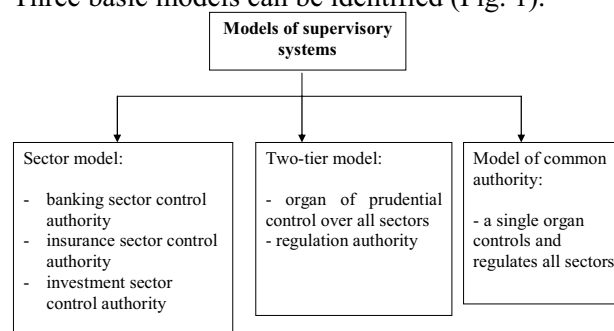 Three basic models can be identified (Fig. 1).
Models of supervisory
systems
Sector model:
- banking sector control
authority
- insurance sector control
authority
- investment sector
control authority
Two-tier model:
- organ of prudential
control over all sectors
- regulation authority
Model of common
authority:
- a single organ
controls and
regulates all sectors